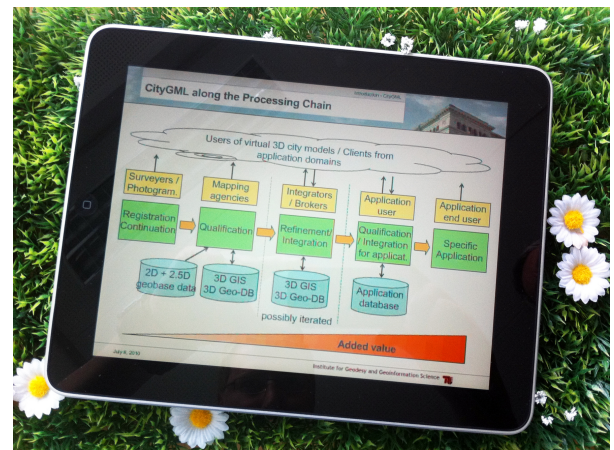 Introduction - CityGML
CityGML along the Processing Chain
Users of virtual 3D city models / Clients from
application domains
Surveyers /
Photogram.
Mapping
agencies
Integrators
/ Brokers
Application
user
Application
end user
Registration
Continuation
Qualification
Refinement/
Integration
Qualification
/ Integration
for applicat.
Specific
Application
2D + 2.5D
geobase data
3D GIS
3D Geo-DB
3D GIS
3D Geo-DB
Application
database
possibly iterated
Added value
July 6, 2010
Institute for Geodesy and Geoinformation Science